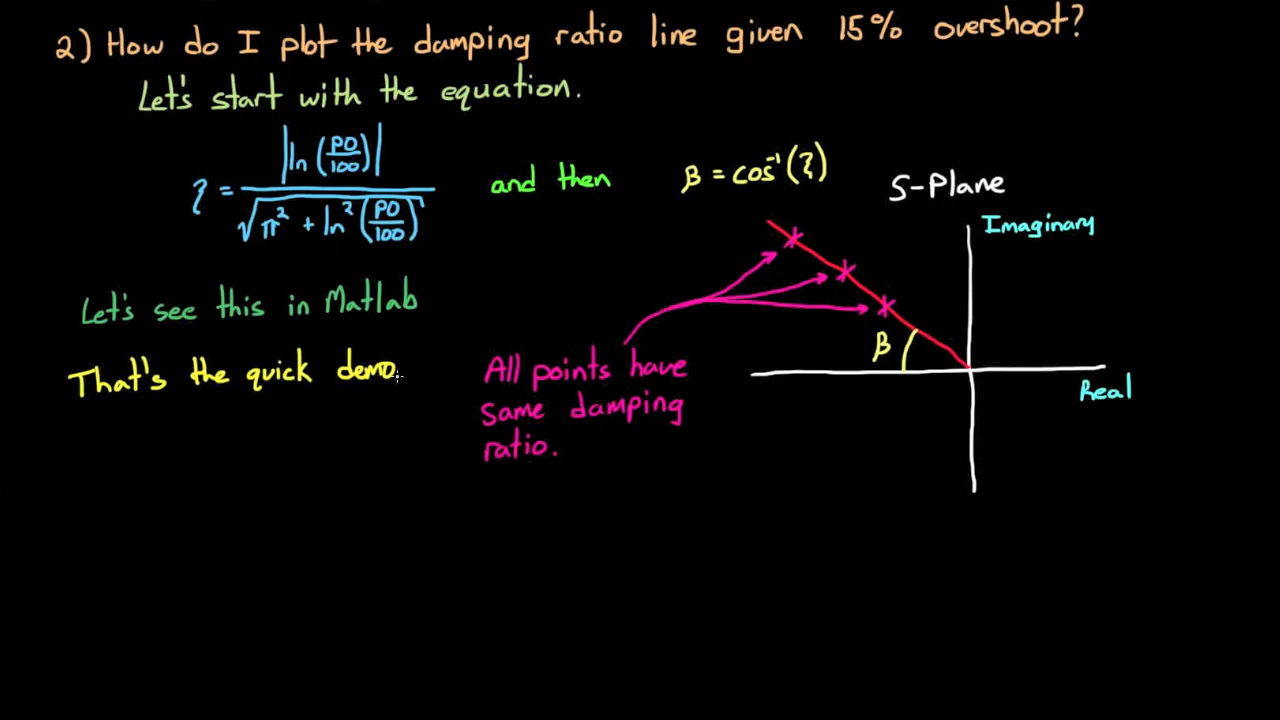 2) How do I plot the damping ratio line given 15% overshoot?
Let's start with the equation.
ζ = |ln(PO/100)| / √(π² + ln²(PO/100))
and then
β = cos⁻¹(ζ)
S-Plane
Imaginary
Let's see this in Matlab
That's the quick demo
β
All points have
same damping
ratio.
Real